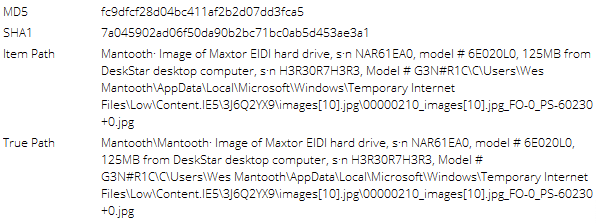 MD5 fc9dfcf28d04bc411af2b2d07dd3fca5
SHA1 7a045902ad06f50da90b2bc71bc0ab5d453ae3a1
Item Path Mantooth· Image of Maxtor EIDI hard drive, s·n NAR61EA0, model # 6E020L0, 125MB from
DeskStar desktop computer, s·n H3R30R7H3R3, Model # G3N#R1C\C\Users\Wes
Mantooth\AppData\Local\Microsoft\Windows\Temporary Internet
Files\Low\Content.IE5\3J6Q2YX9\images[10].jpg\00000210_images[10].jpg_FO-0_PS-60230
+0.jpg
True Path Mantooth\Mantooth· Image of Maxtor EIDI hard drive, s·n NAR61EA0, model # 6E020L0,
125MB from DeskStar desktop computer, s·n H3R30R7H3R3, Model #
G3N#R1C\C\Users\Wes Mantooth\AppData\Local\Microsoft\Windows\Temporary Internet
Files\Low\Content.IE5\3J6Q2YX9\images[10].jpg\00000210_images[10].jpg_FO-0_PS-60230
+0.jpg